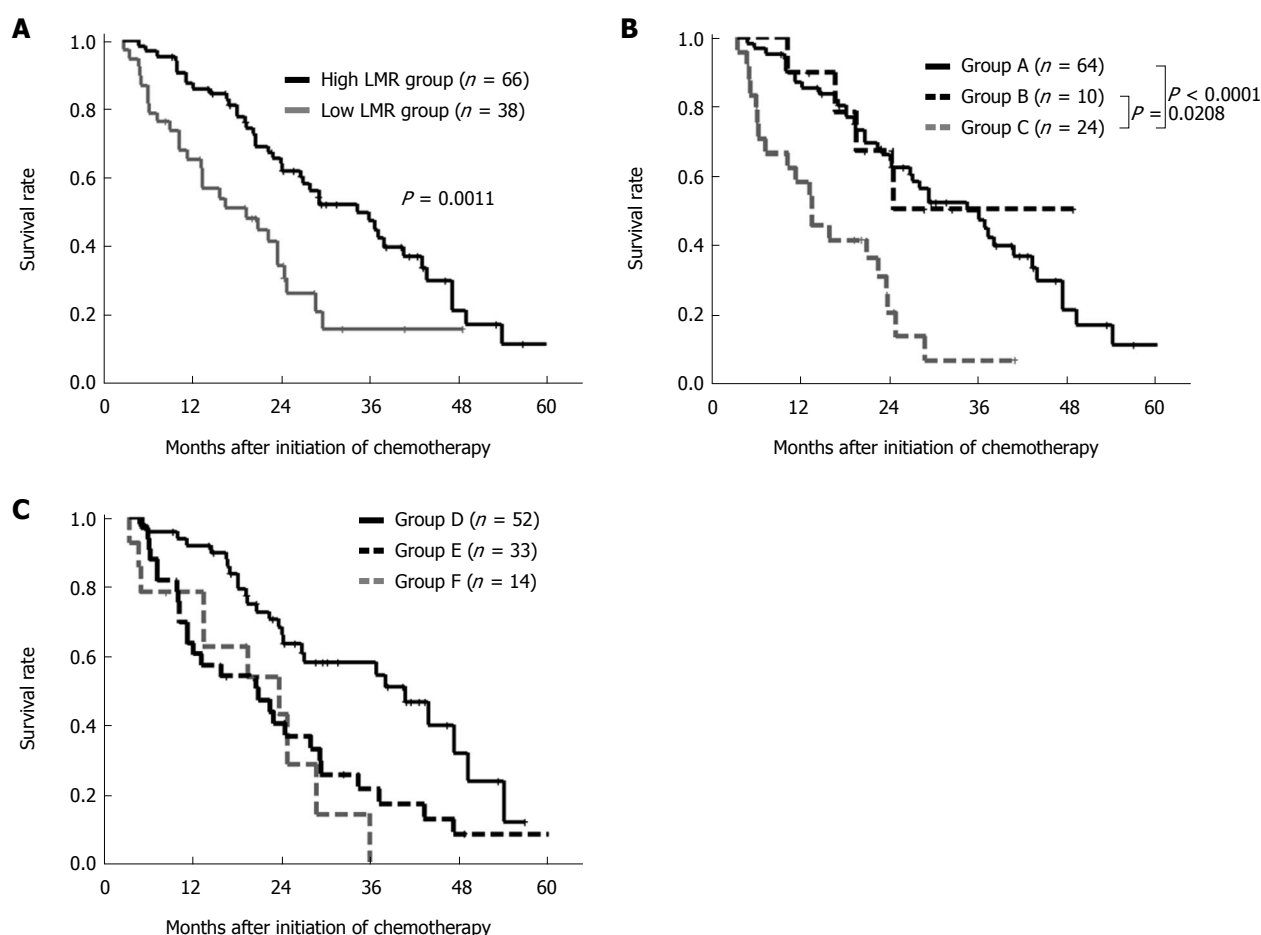 A
1.0
0.8
0.6
0.4
0.2
0.0
Survival rate
High LMR group (n = 66)
Low LMR group (n = 38)
P = 0.0011
0 12 24 36 48 60
Months after initiation of chemotherapy
B
1.0
0.8
0.6
0.4
0.2
0.0
Survival rate
Group A (n = 64)
Group B (n = 10)
Group C (n = 24)
P < 0.0001
P = 0.0208
0 12 24 36 48 60
Months after initiation of chemotherapy
C
1.0
0.8
0.6
0.4
0.2
0.0
Survival rate
Group D (n = 52)
Group E (n = 33)
Group F (n = 14)
0 12 24 36 48 60
Months after initiation of chemotherapy